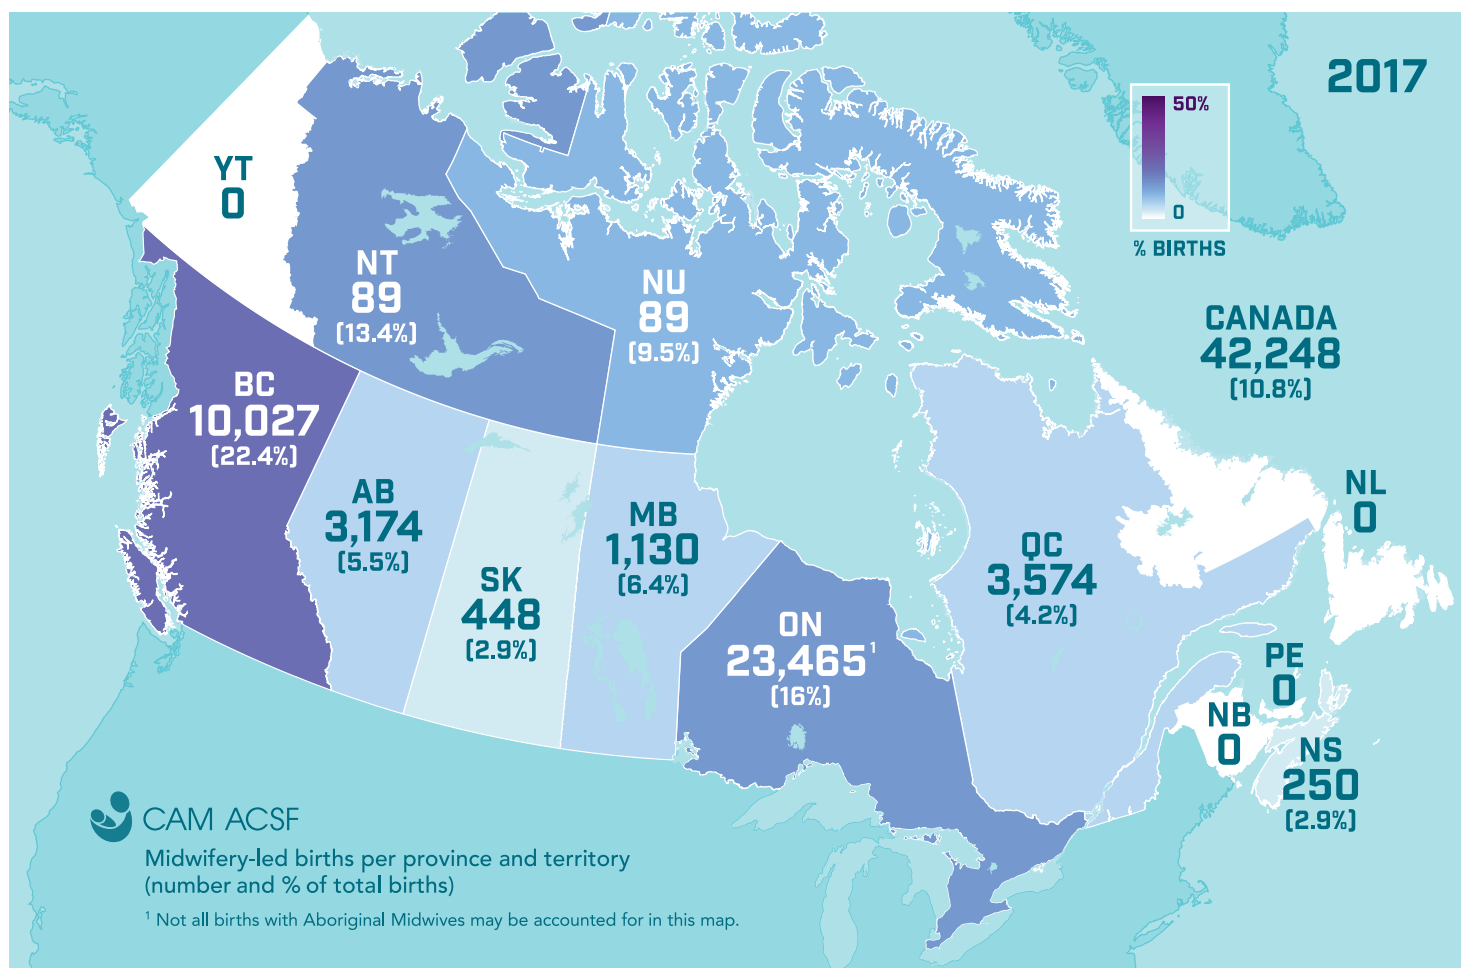 2017
50%
0
% BIRTHS
YT
0
NT
89
(13.4%)
NU
89
(9.5%)
CANADA
42,248
(10.8%)
BC
10,027
(22.4%)
AB
3,174
(5.5%)
SK
448
(2.9%)
MB
1,130
(6.4%)
ON
23,465¹
(16%)
QC
3,574
(4.2%)
NL
0
PE
0
NB
0
NS
250
(2.9%)
CAM ACSF
Midwifery-led births per province and territory
(number and % of total births)
¹ Not all births with Aboriginal Midwives may be accounted for in this map.